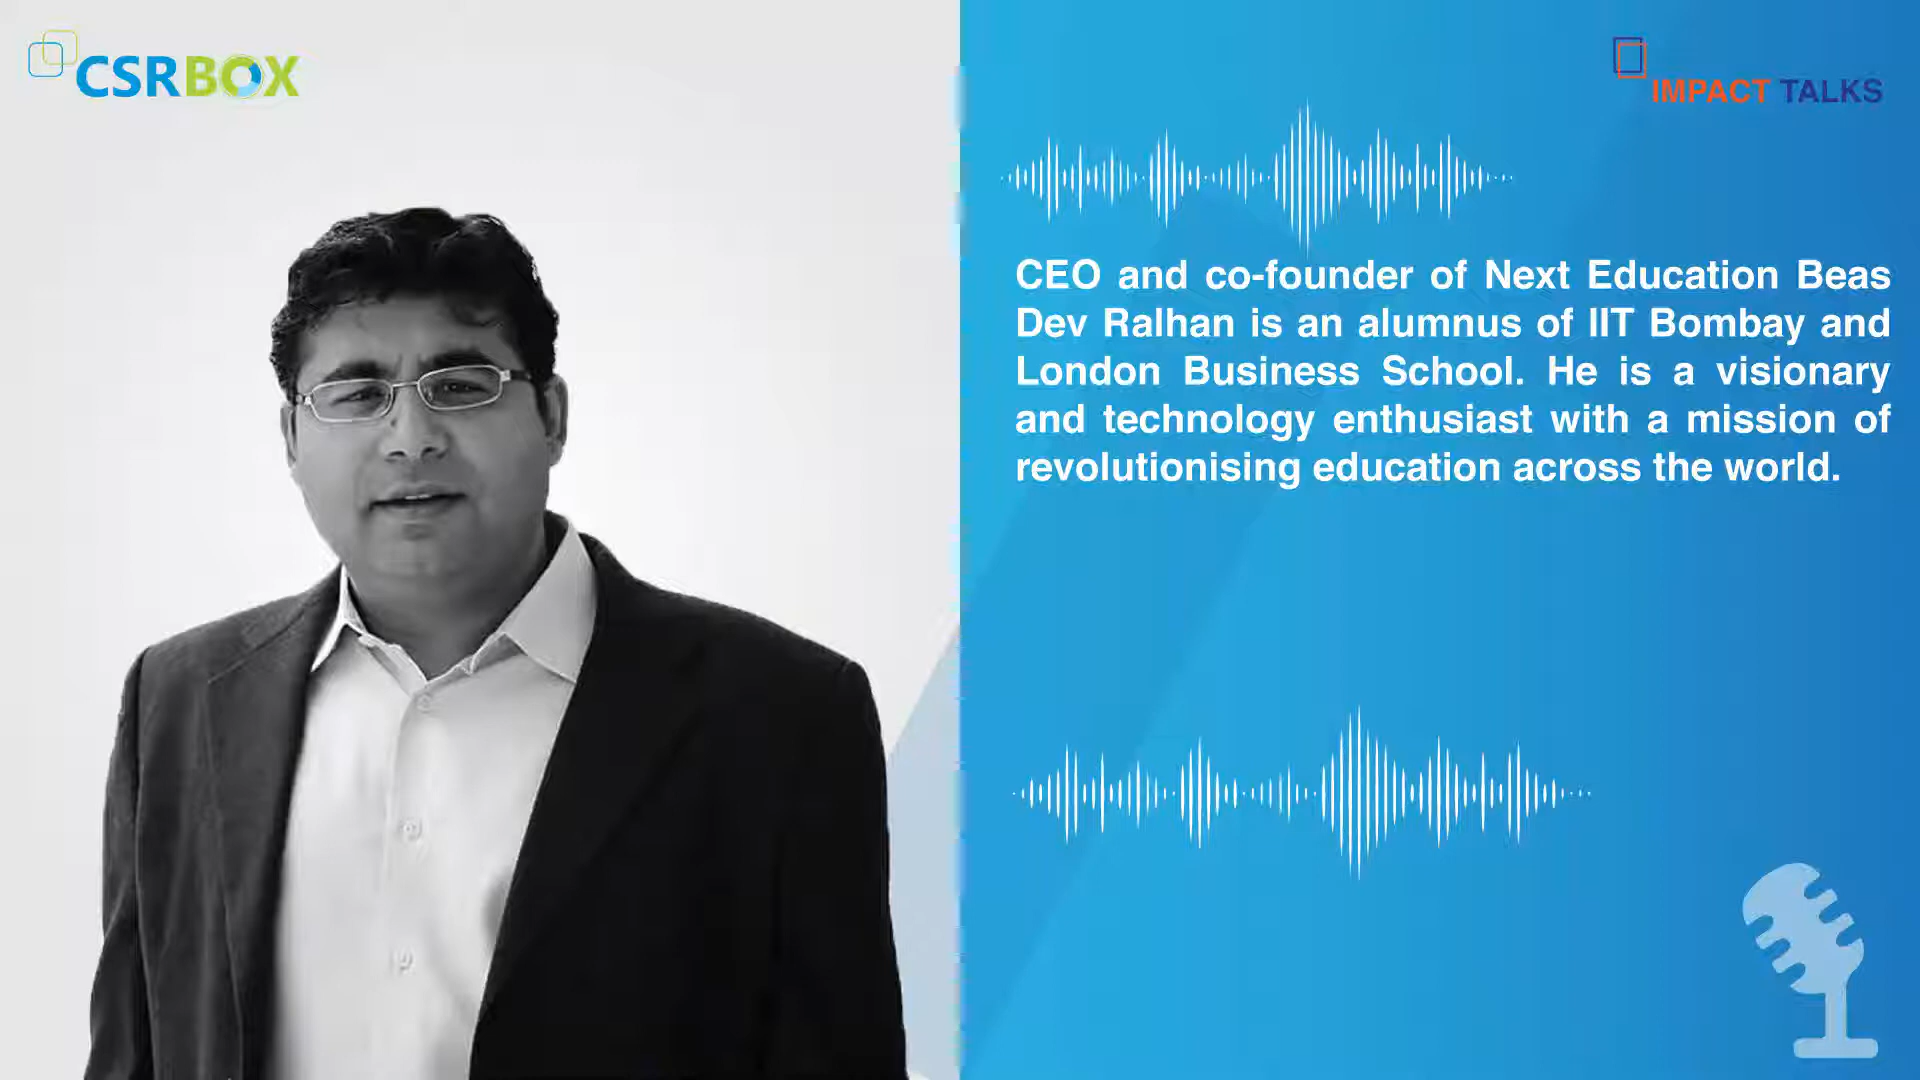 CSRBOX
IMPACT TALKS
CEO and co-founder of Next Education Beas
Dev Ralhan is an alumnus of IIT Bombay and
London Business School. He is a visionary
and technology enthusiast with a mission of
revolutionising education across the world.